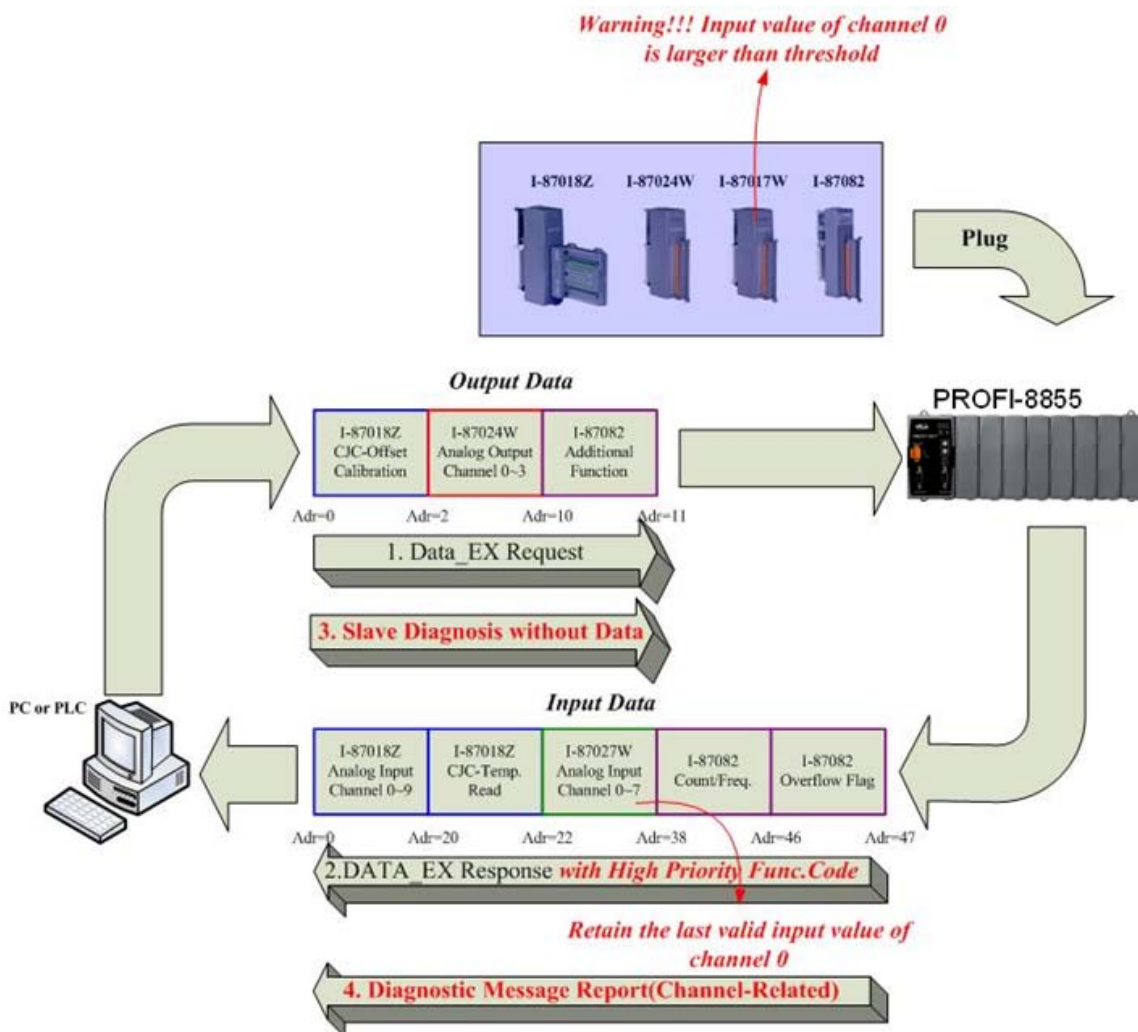 Warning!!! Input value of channel 0
is larger than threshold
I-87018Z
I-87024W
I-87017W
I-87082
Plug
Output Data
I-87018Z
CJC-Offset
Calibration
I-87024W
Analog Output
Channel 0~3
I-87082
Additional
Function
PROFI-8855
Adr=0
Adr=2
Adr=10
Adr=11
1. Data_EX Request
3. Slave Diagnosis without Data
PC or PLC
Input Data
I-87018Z
Analog Input
Channel 0~9
I-87018Z
CJC-Temp.
Read
I-87027W
Analog Input
Channel 0~7
I-87082
Count/Freq.
I-87082
Overflow Flag
Adr=0
Adr=20
Adr=22
Adr=38
Adr=46
Adr=47
2.DATA_EX Response with High Priority Func.Code
Retain the last valid input value of
channel 0
4. Diagnostic Message Report(Channel-Related)